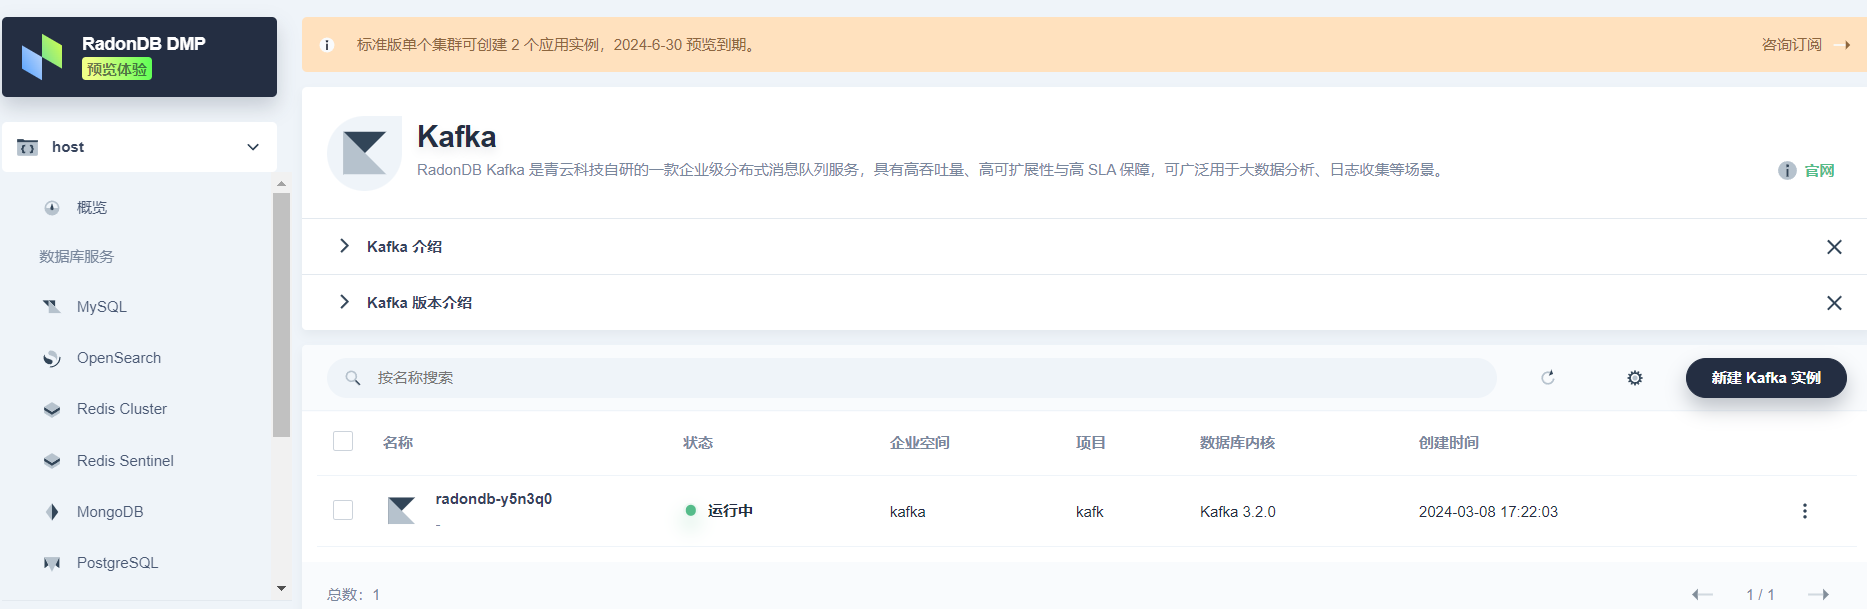 RadonDB DMP
预览体验
标准版单个集群可创建 2 个应用实例，2024-6-30 预览到期。
咨询订阅
host
概览
数据库服务
MySQL
OpenSearch
Redis Cluster
Redis Sentinel
MongoDB
PostgreSQL
Kafka
RadonDB Kafka 是青云科技自研的一款企业级分布式消息队列服务，具有高吞吐量、高可扩展性与高 SLA 保障，可广泛用于大数据分析、日志收集等场景。
官网
Kafka 介绍
Kafka 版本介绍
按名称搜索
新建 Kafka 实例
名称 状态 企业空间 项目 数据库内核 创建时间
radondb-y5n3q0 运行中 kafka kafk Kafka 3.2.0 2024-03-08 17:22:03
-
总数：1
1 / 1